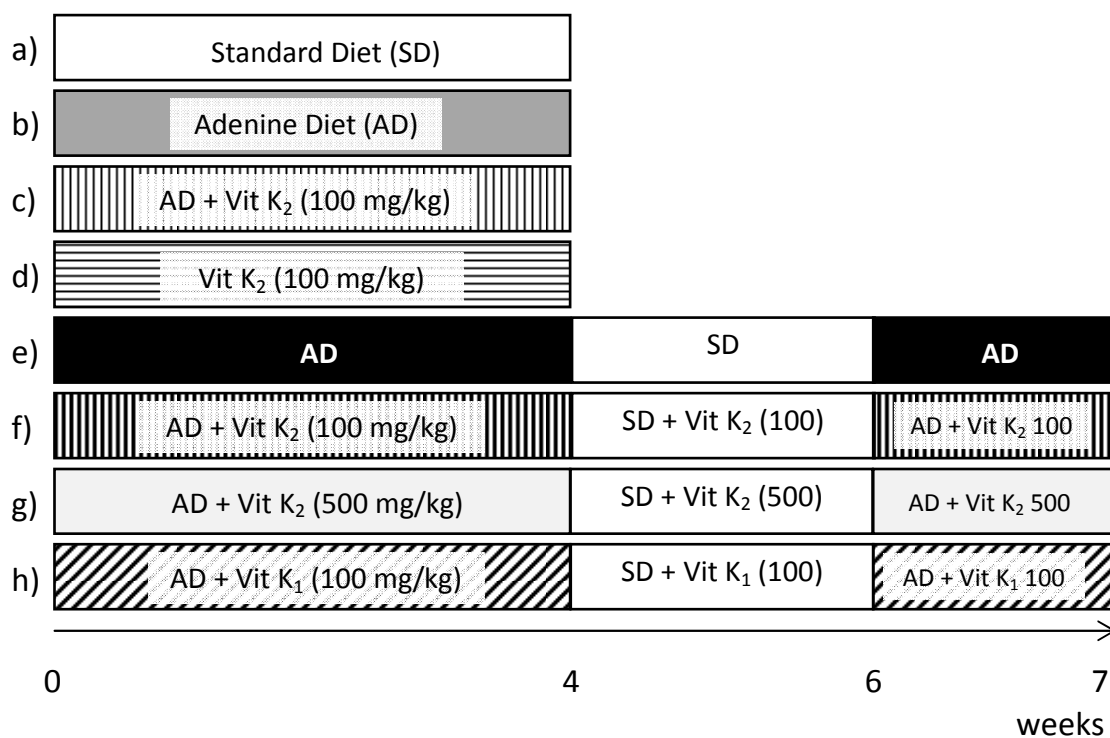 a) Standard Diet (SD)
b) Adenine Diet (AD)
c) AD + Vit K₂ (100 mg/kg)
d) Vit K₂ (100 mg/kg)
e) AD SD AD
f) AD + Vit K₂ (100 mg/kg) SD + Vit K₂ (100) AD + Vit K₂ 100
g) AD + Vit K₂ (500 mg/kg) SD + Vit K₂ (500) AD + Vit K₂ 500
h) AD + Vit K₁ (100 mg/kg) SD + Vit K₁ (100) AD + Vit K₁ 100
0 4 6 7
weeks